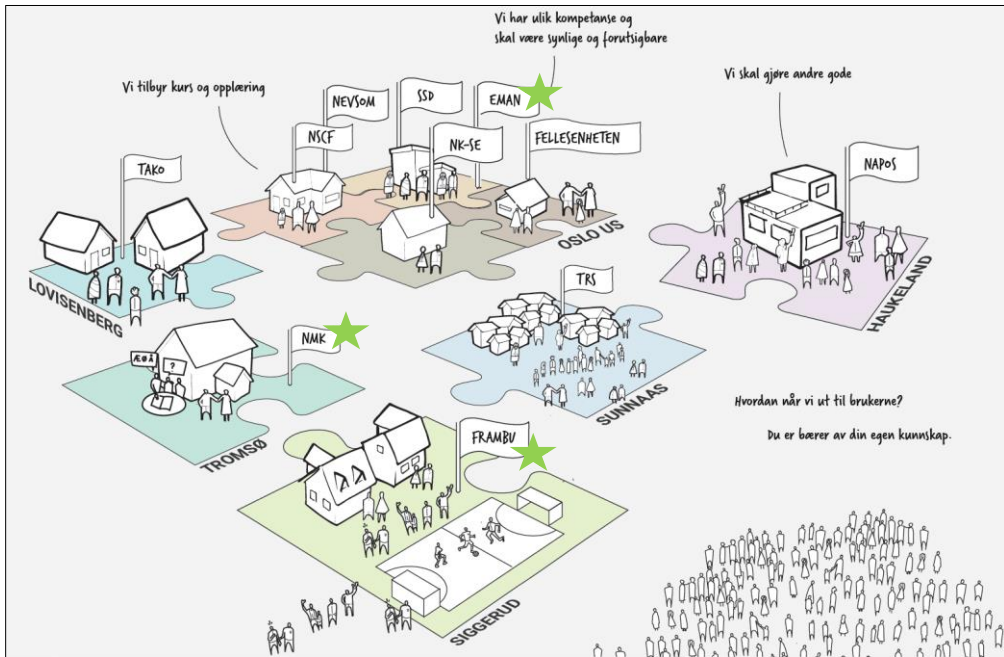 Vi har ulik kompetanse og
skal være synlige og forutsigbare
Vi tilbyr kurs og opplæring
Vi skal gjøre andre gode
NEVSOM
SSD
EMAN
NSCF
NK-SE
FELLESENHETEN
TAKO
NAPOS
OSLO US
LOVISENBERG
HAUKELAND
TRS
NMK
ÆØÅ
?
SUNNAAS
TROMSØ
Hvordan når vi ut til brukerne?
Du er bærer av din egen kunnskap.
FRAMBU
SIGGERUD